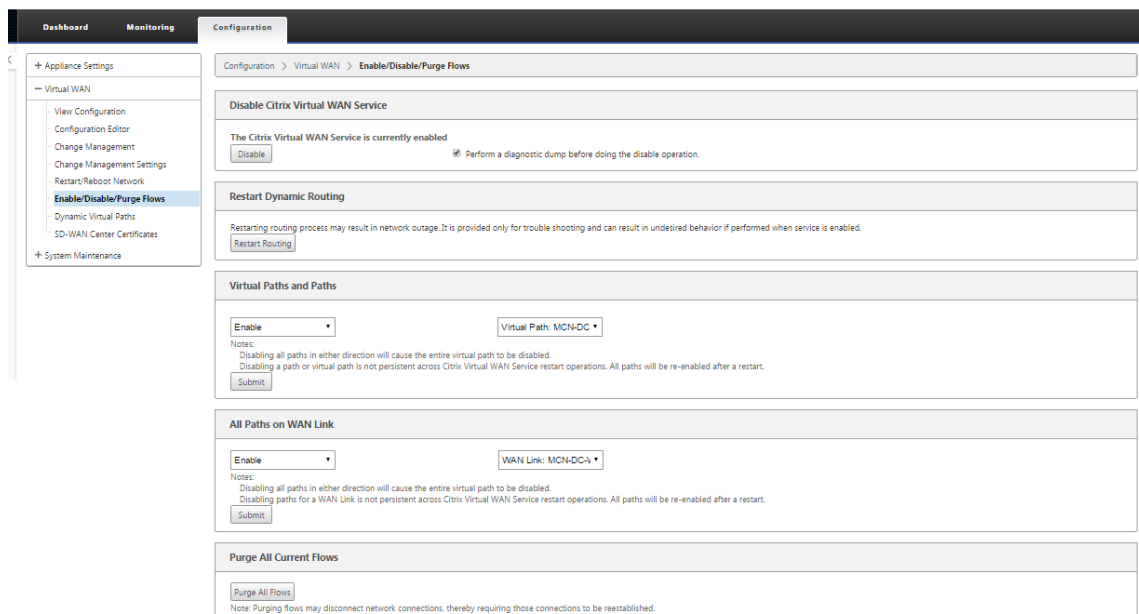 Dashboard Monitoring Configuration
+ Appliance Settings
− Virtual WAN
View Configuration
Configuration Editor
Change Management
Change Management Settings
Restart/Reboot Network
Enable/Disable/Purge Flows
Dynamic Virtual Paths
SD-WAN Center Certificates
+ System Maintenance
Configuration > Virtual WAN > Enable/Disable/Purge Flows
Disable Citrix Virtual WAN Service
The Citrix Virtual WAN Service is currently enabled
Disable Perform a diagnostic dump before doing the disable operation.
Restart Dynamic Routing
Restarting routing process may result in network outage. It is provided only for trouble shooting and can result in undesired behavior if performed when service is enabled.
Restart Routing
Virtual Paths and Paths
Enable Virtual Path: MCN-DC
Notes:
Disabling all paths in either direction will cause the entire virtual path to be disabled.
Disabling a path or virtual path is not persistent across Citrix Virtual WAN Service restart operations. All paths will be re-enabled after a restart.
Submit
All Paths on WAN Link
Enable WAN Link: MCN-DC-
Notes:
Disabling all paths in either direction will cause the entire virtual path to be disabled.
Disabling paths for a WAN Link is not persistent across Citrix Virtual WAN Service restart operations. All paths will be re-enabled after a restart.
Submit
Purge All Current Flows
Purge All Flows
Note: Purging flows may disconnect network connections, thereby requiring those connections to be reestablished.